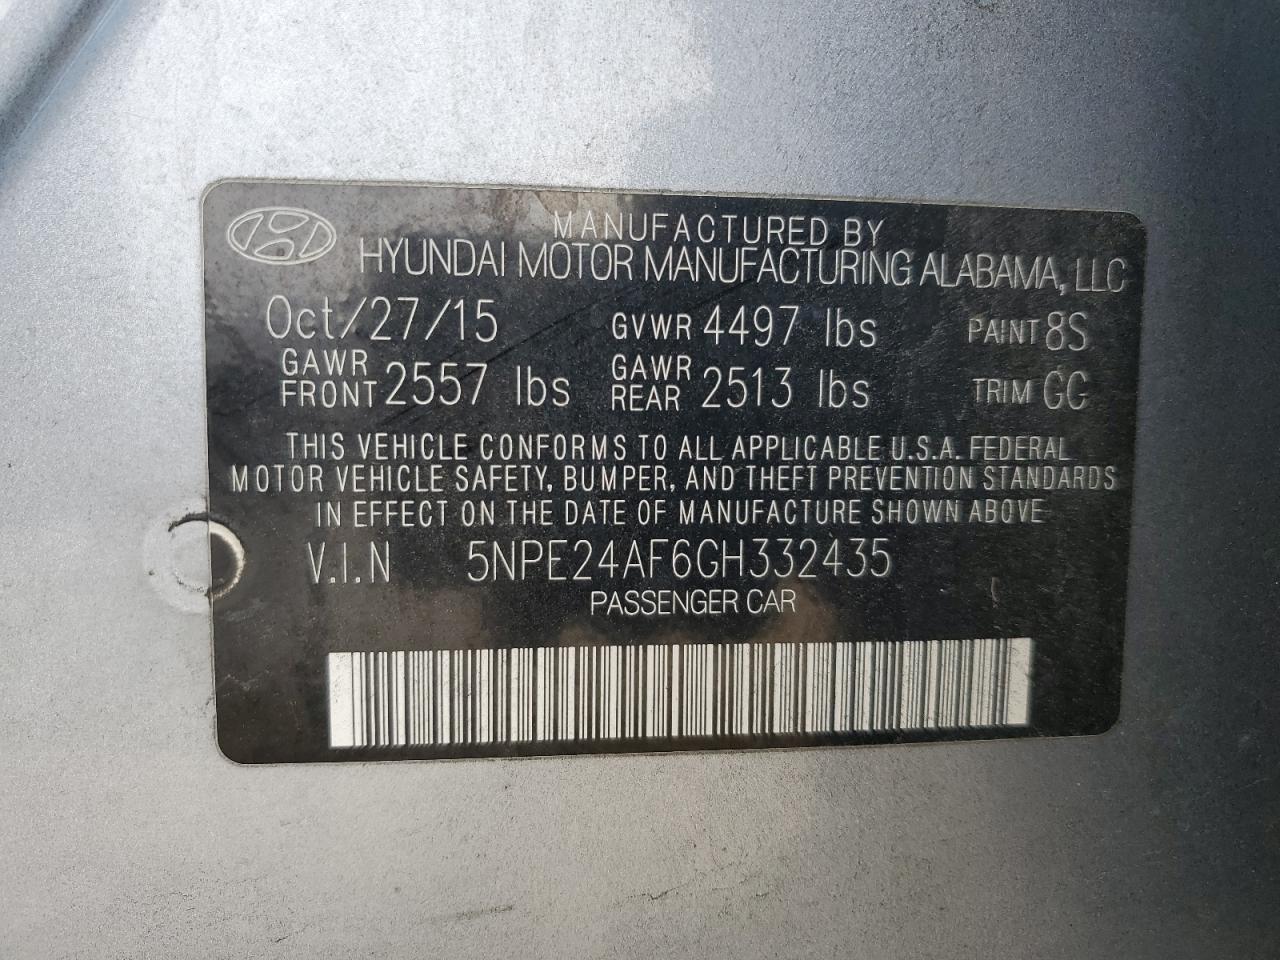 MANUFACTURED BY
HYUNDAI MOTOR MANUFACTURING ALABAMA, LLC
Oct/27/15 GVWR 4497 lbs PAINT 8S
GAWR FRONT 2557 lbs GAWR REAR 2513 lbs TRIM GG
THIS VEHICLE CONFORMS TO ALL APPLICABLE U.S.A. FEDERAL
MOTOR VEHICLE SAFETY, BUMPER, AND THEFT PREVENTION STANDARDS
IN EFFECT ON THE DATE OF MANUFACTURE SHOWN ABOVE
V.I.N 5NPE24AF6GH332435
PASSENGER CAR